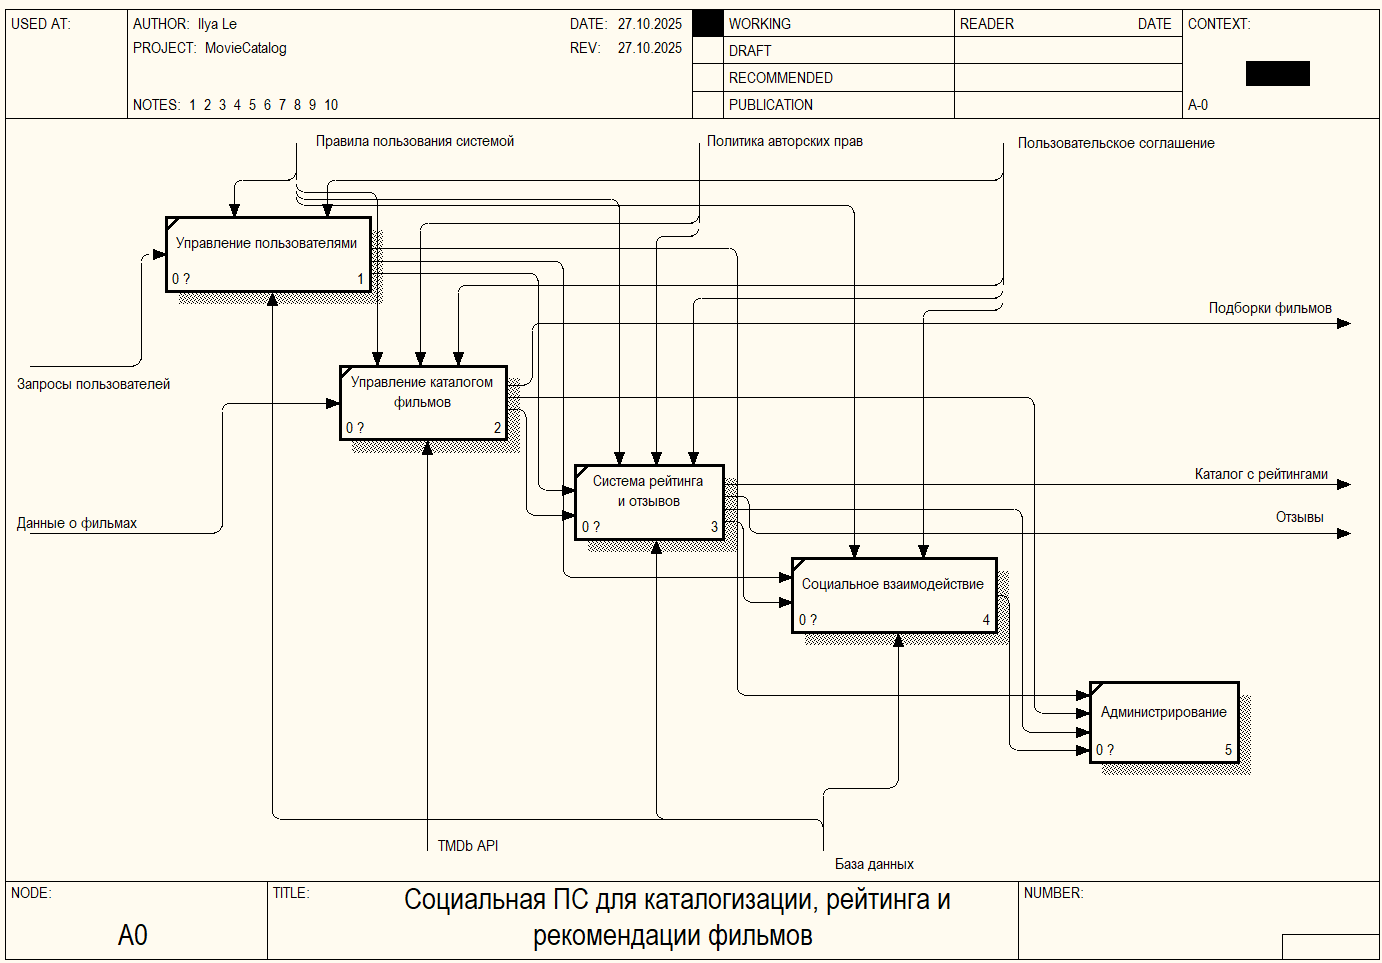 USED AT:
AUTHOR: Ilya Le
DATE: 27.10.2025
PROJECT: MovieCatalog
REV: 27.10.2025
NOTES: 1 2 3 4 5 6 7 8 9 10
WORKING
DRAFT
RECOMMENDED
PUBLICATION
READER DATE
CONTEXT:
A-0
Правила пользования системой
Политика авторских прав
Пользовательское соглашение
Управление пользователями
0 ? 1
Подборки фильмов
Запросы пользователей
Управление каталогом
фильмов
0 ? 2
Каталог с рейтингами
Система рейтинга
и отзывов
0 ? 3
Отзывы
Данные о фильмах
Социальное взаимодействие
0 ? 4
Администрирование
0 ? 5
TMDb API
База данных
NODE:
A0
TITLE:
Социальная ПС для каталогизации, рейтинга и
рекомендации фильмов
NUMBER: